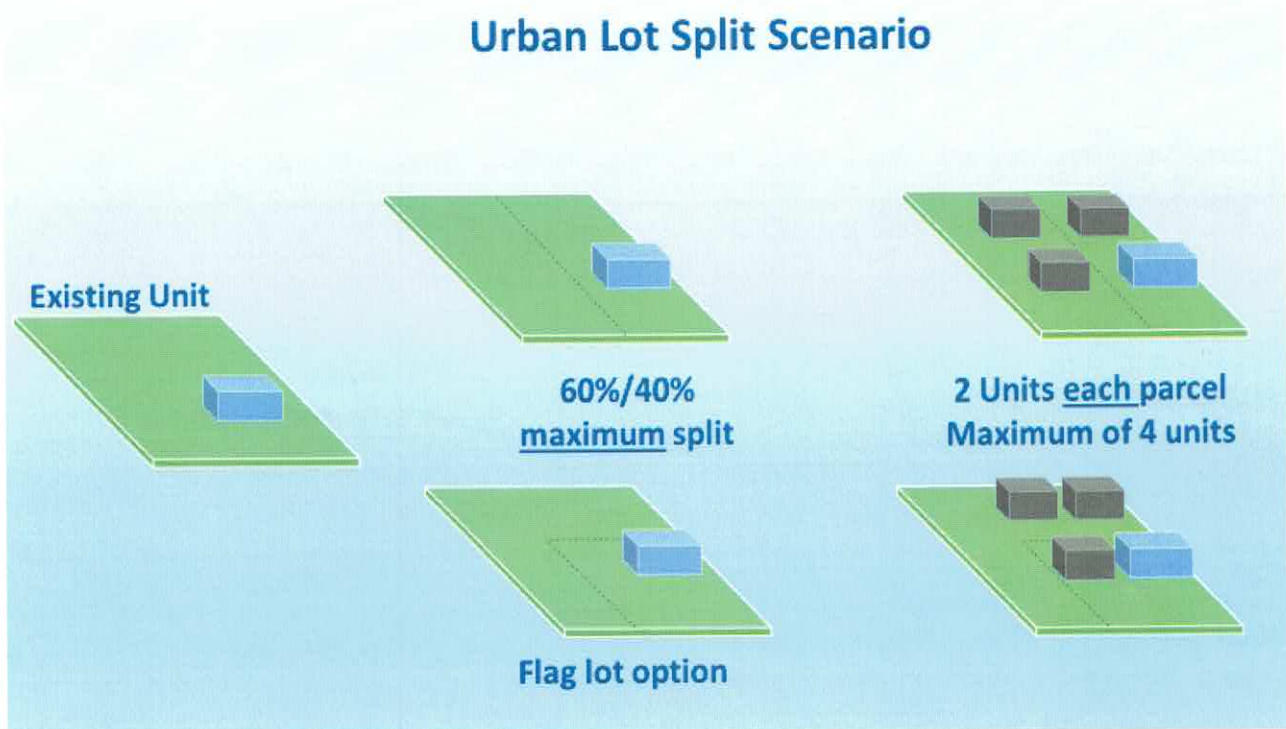 Urban Lot Split Scenario
Existing Unit
60%/40%
maximum split
2 Units each parcel
Maximum of 4 units
Flag lot option